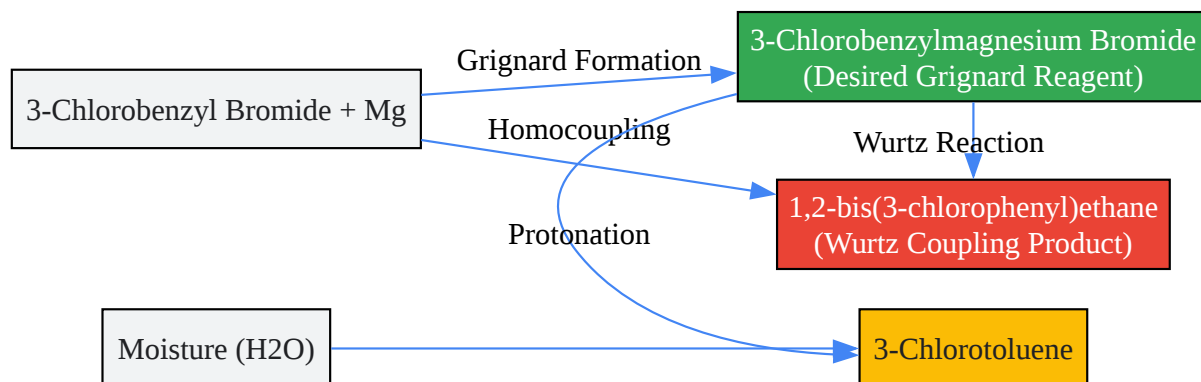 3-Chlorobenzylmagnesium Bromide
(Desired Grignard Reagent)
Grignard Formation
3-Chlorobenzyl Bromide + Mg
Homocoupling
Wurtz Reaction
1,2-bis(3-chlorophenyl)ethane
(Wurtz Coupling Product)
Protonation
Moisture (H2O)
3-Chlorotoluene